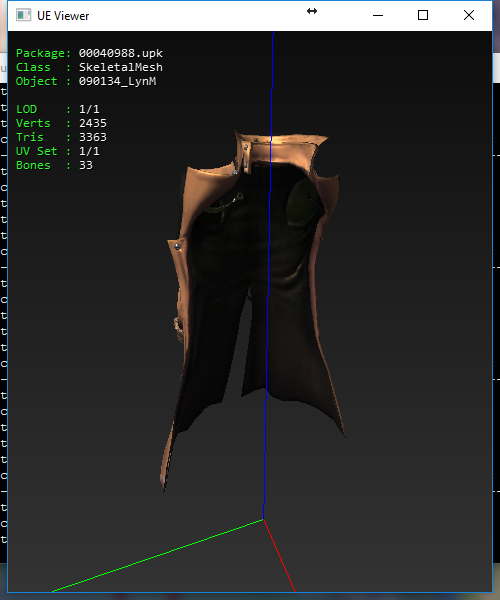 UE Viewer
Package: 00040988.upk
Class  : SkeletalMesh
Object : 090134_LynM
LOD    : 1/1
Verts  : 2435
Tris   : 3363
UV Set : 1/1
Bones  : 33